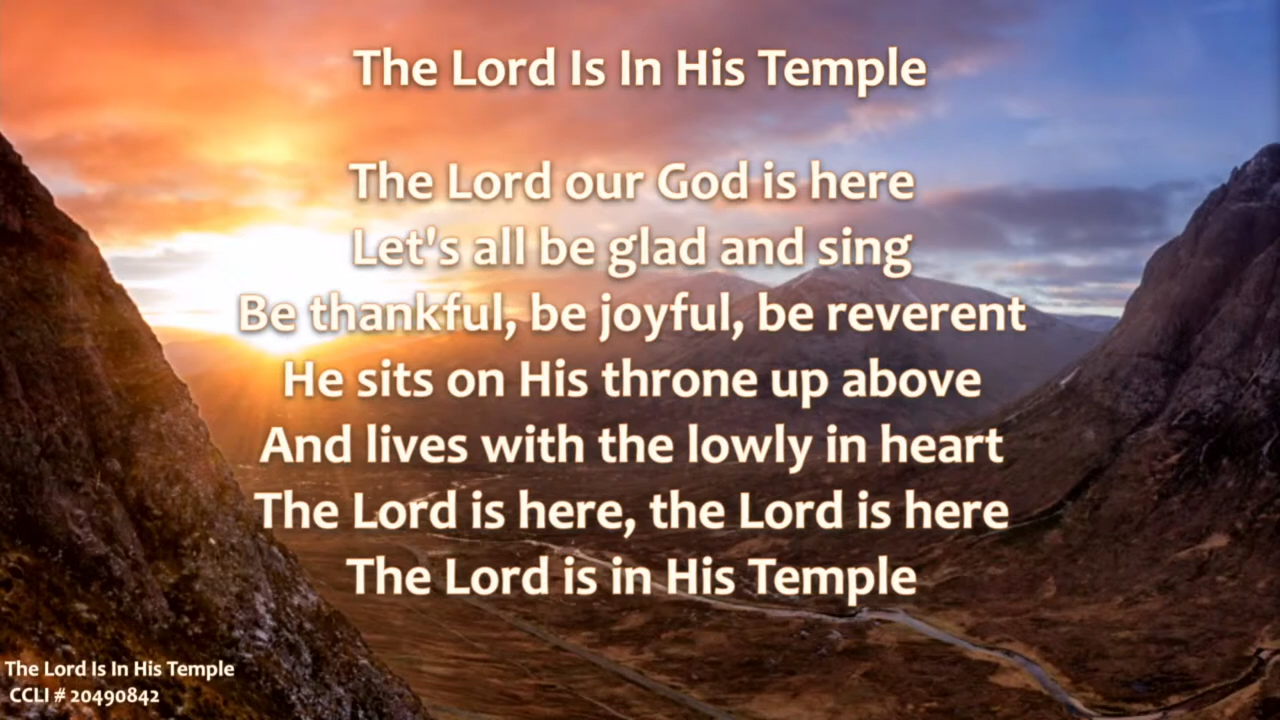 The Lord Is In His Temple
The Lord our God is here
Let's all be glad and sing
Be thankful, be joyful, be reverent
He sits on His throne up above
And lives with the lowly in heart
The Lord is here, the Lord is here
The Lord is in His Temple
The Lord Is In His Temple
CCLI # 20490842